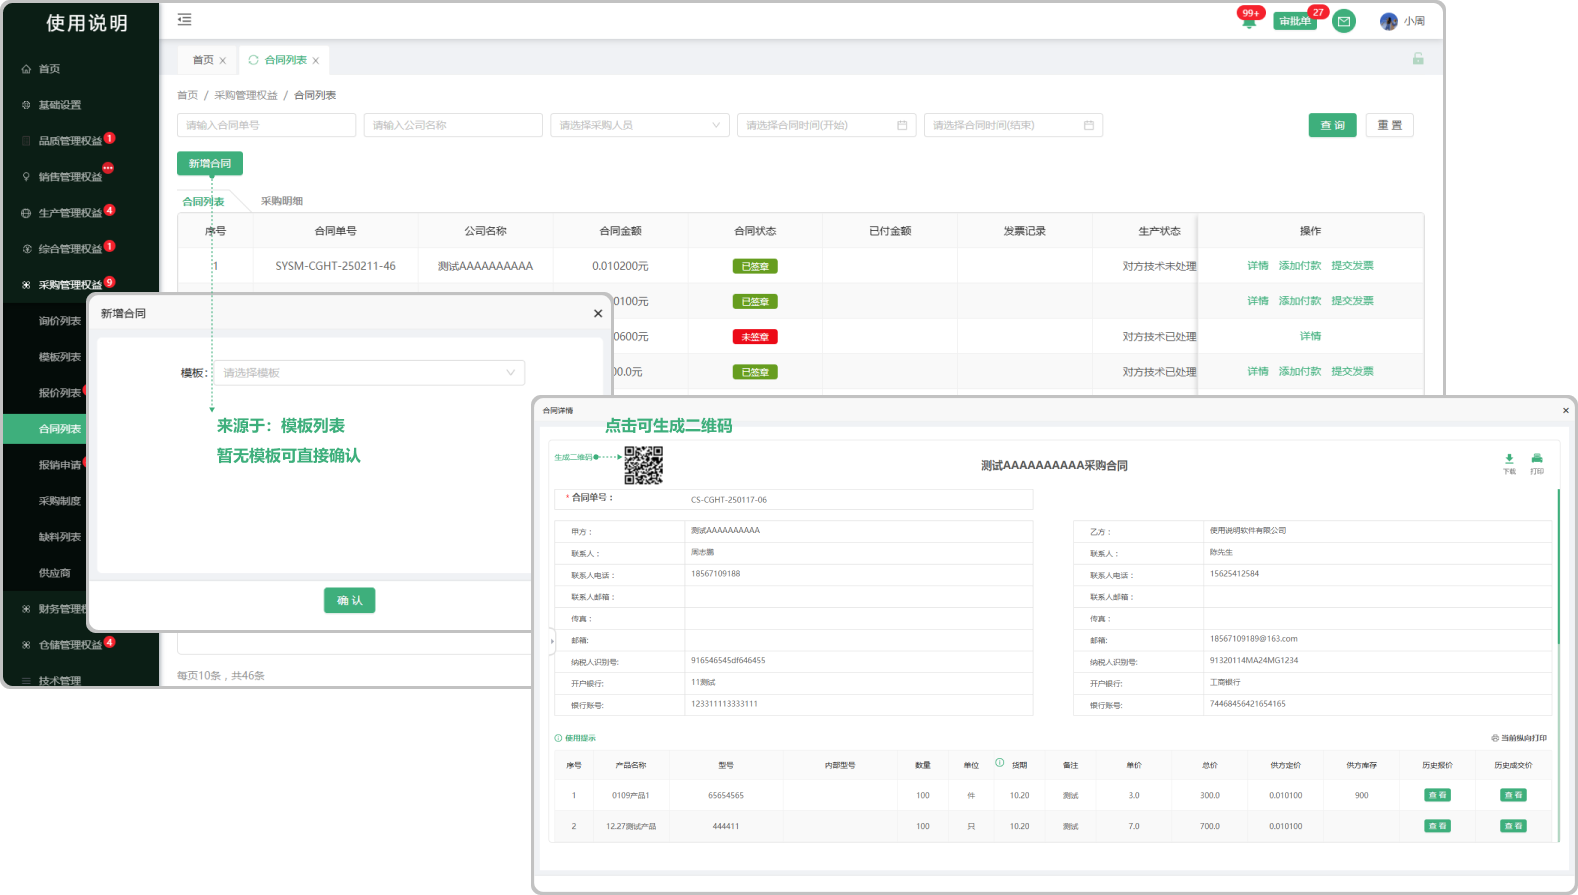 使用说明
99+
审批单
27
小周
首页
首页 ×
合同列表 ×
首页 / 采购管理权益 / 合同列表
基础设置
品质管理权益 1
销售管理权益
生产管理权益 4
综合管理权益 1
采购管理权益 9
询价列表
模板列表
报价列表
合同列表
报销申请
采购制度
缺料列表
供应商
财务管理
仓储管理权益 4
技术管理
请输入合同单号
请输入公司名称
请选择采购人员
请选择合同时间(开始)
请选择合同时间(结束)
查 询
重 置
新增合同
合同列表 采购明细
序号 合同单号 公司名称 合同金额 合同状态 已付金额 发票记录 生产状态 操作
1 SYSM-CGHT-250211-46 测试AAAAAAAAAA 0.010200元 已签章 对方技术未处理 详情 添加付款 提交发票
0100元 已签章 详情 添加付款 提交发票
0600元 未签章 对方技术已处理 详情
00.0元 已签章 对方技术已处理 详情 添加付款 提交发票
每页10条，共46条
新增合同 ×
模板： 请选择模板
来源于：模板列表
暂无模板可直接确认
确 认
合同详情 ×
点击可生成二维码
生成二维码
测试AAAAAAAAAA采购合同
下载 打印
* 合同单号： CS-CGHT-250117-06
甲方： 测试AAAAAAAAAA
联系人： 周志鹏
联系人电话： 18567109188
联系人邮箱：
传真：
邮箱:
纳税人识别号: 916546545df646455
开户银行: 11测试
银行账号: 123311113333111
乙方： 使用说明软件有限公司
联系人： 陈先生
联系人电话： 15625412584
联系人邮箱：
传真：
邮箱: 18567109189@163.com
纳税人识别号: 91320114MA24MG1234
开户银行: 工商银行
银行账号: 74468456421654165
使用提示
当前纵向打印
序号 产品名称 型号 内部型号 数量 单位 货期 备注 单价 总价 供方定价 供方库存 历史报价 历史成交价
1 0109产品1 65654565 100 件 10.20 测试 3.0 300.0 0.010100 900 查 看 查 看
2 12.27测试产品 444411 100 只 10.20 测试 7.0 700.0 0.010100 查 看 查 看